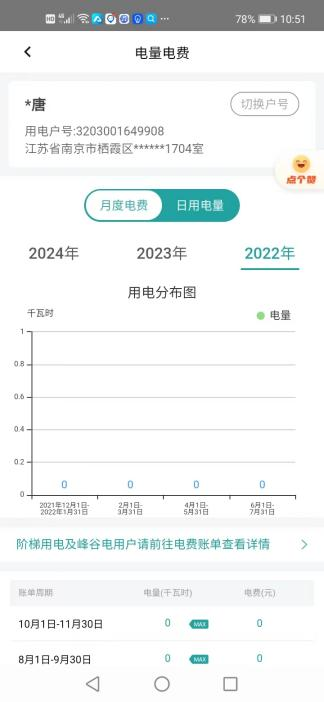 HD 4G 78% 10:51
电量电费
*唐
切换户号
用电户号:3203001649908
江苏省南京市栖霞区******1704室
点个赞
月度电费 日用电量
2024年 2023年 2022年
用电分布图
千瓦时 电量
1
0.8
0.6
0.4
0.2
0
0 0 0 0
2021年12月1日-
2022年1月31日
2月1日-
3月31日
4月1日-
5月31日
6月1日-
7月31日
阶梯用电及峰谷电用户请前往电费账单查看详情
账单周期 电量(千瓦时) 电费(元)
10月1日-11月30日 0 MAX 0
8月1日-9月30日 0 MAX 0